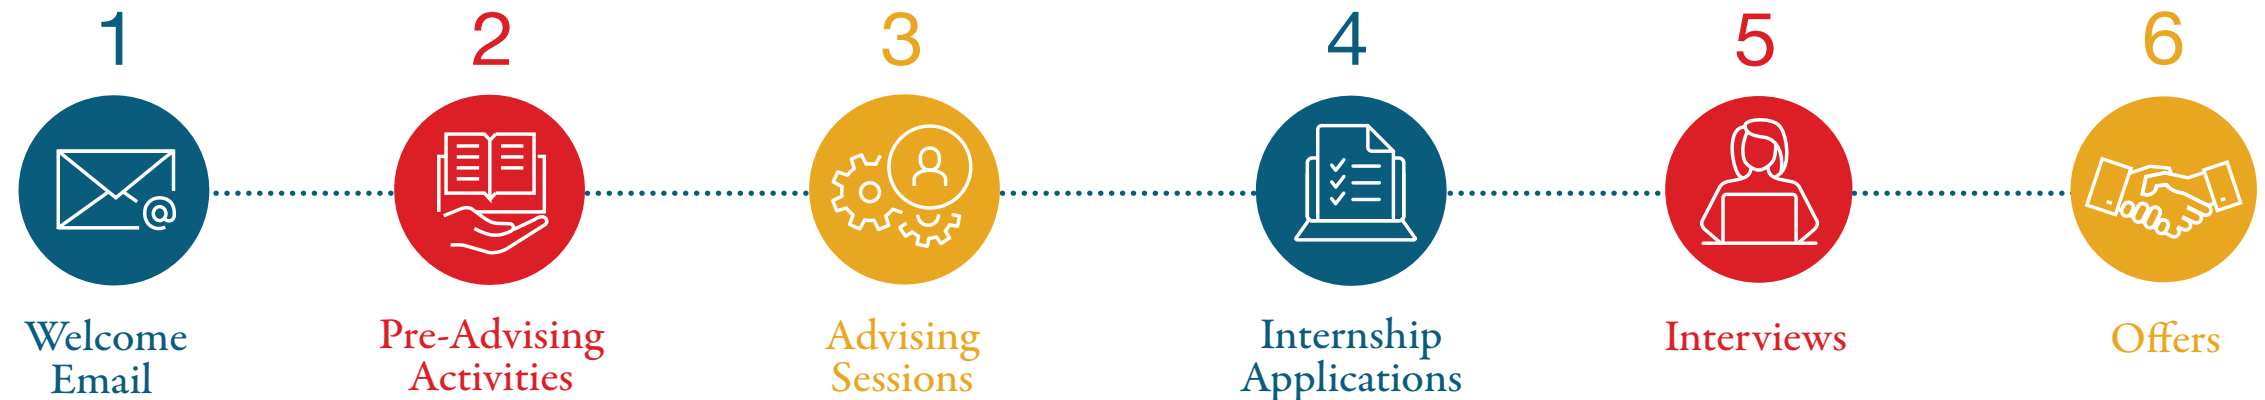 1
2
3
4
5
6
@
Welcome
Email
Pre-Advising
Activities
Advising
Sessions
Internship
Applications
Interviews
Offers